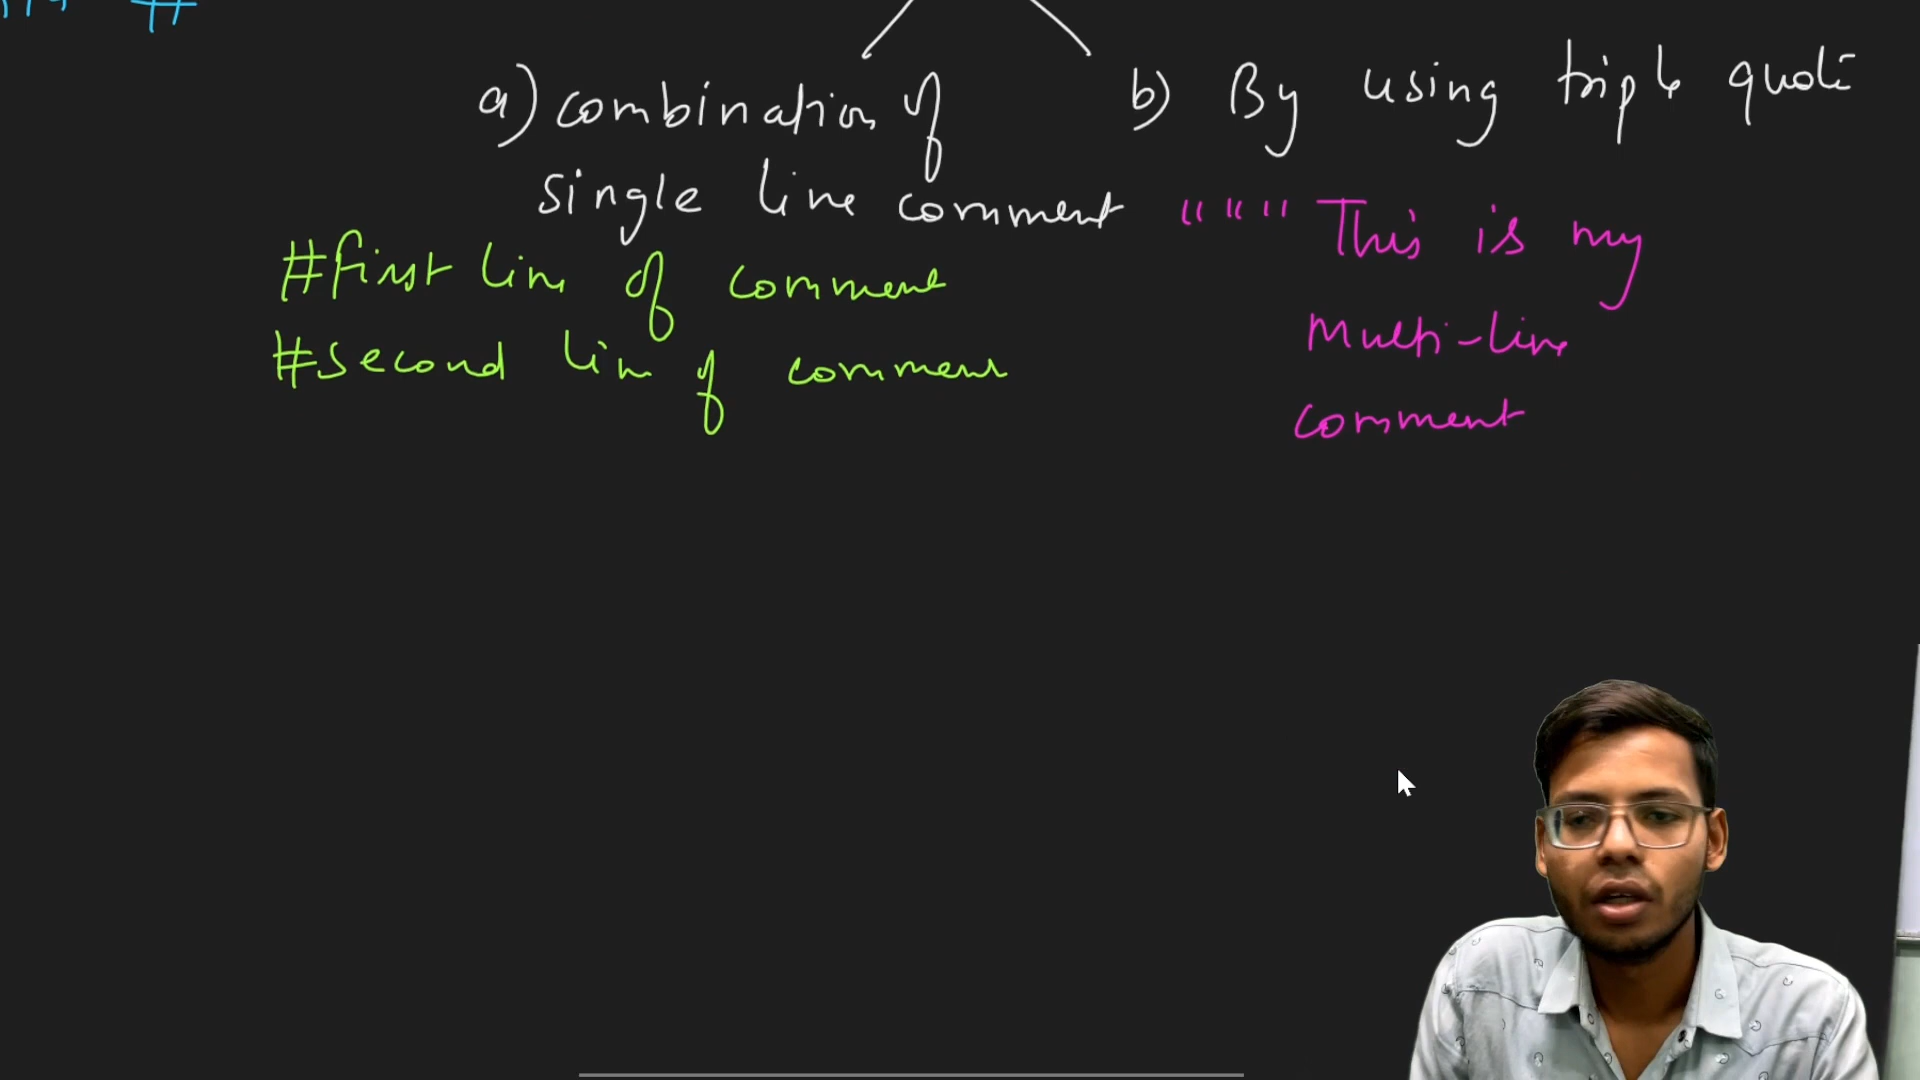 #
a) combination of
single line comment
#first line of comment
#second line of comment
b) By using triple quote
""" This is my
Multi-line
comment